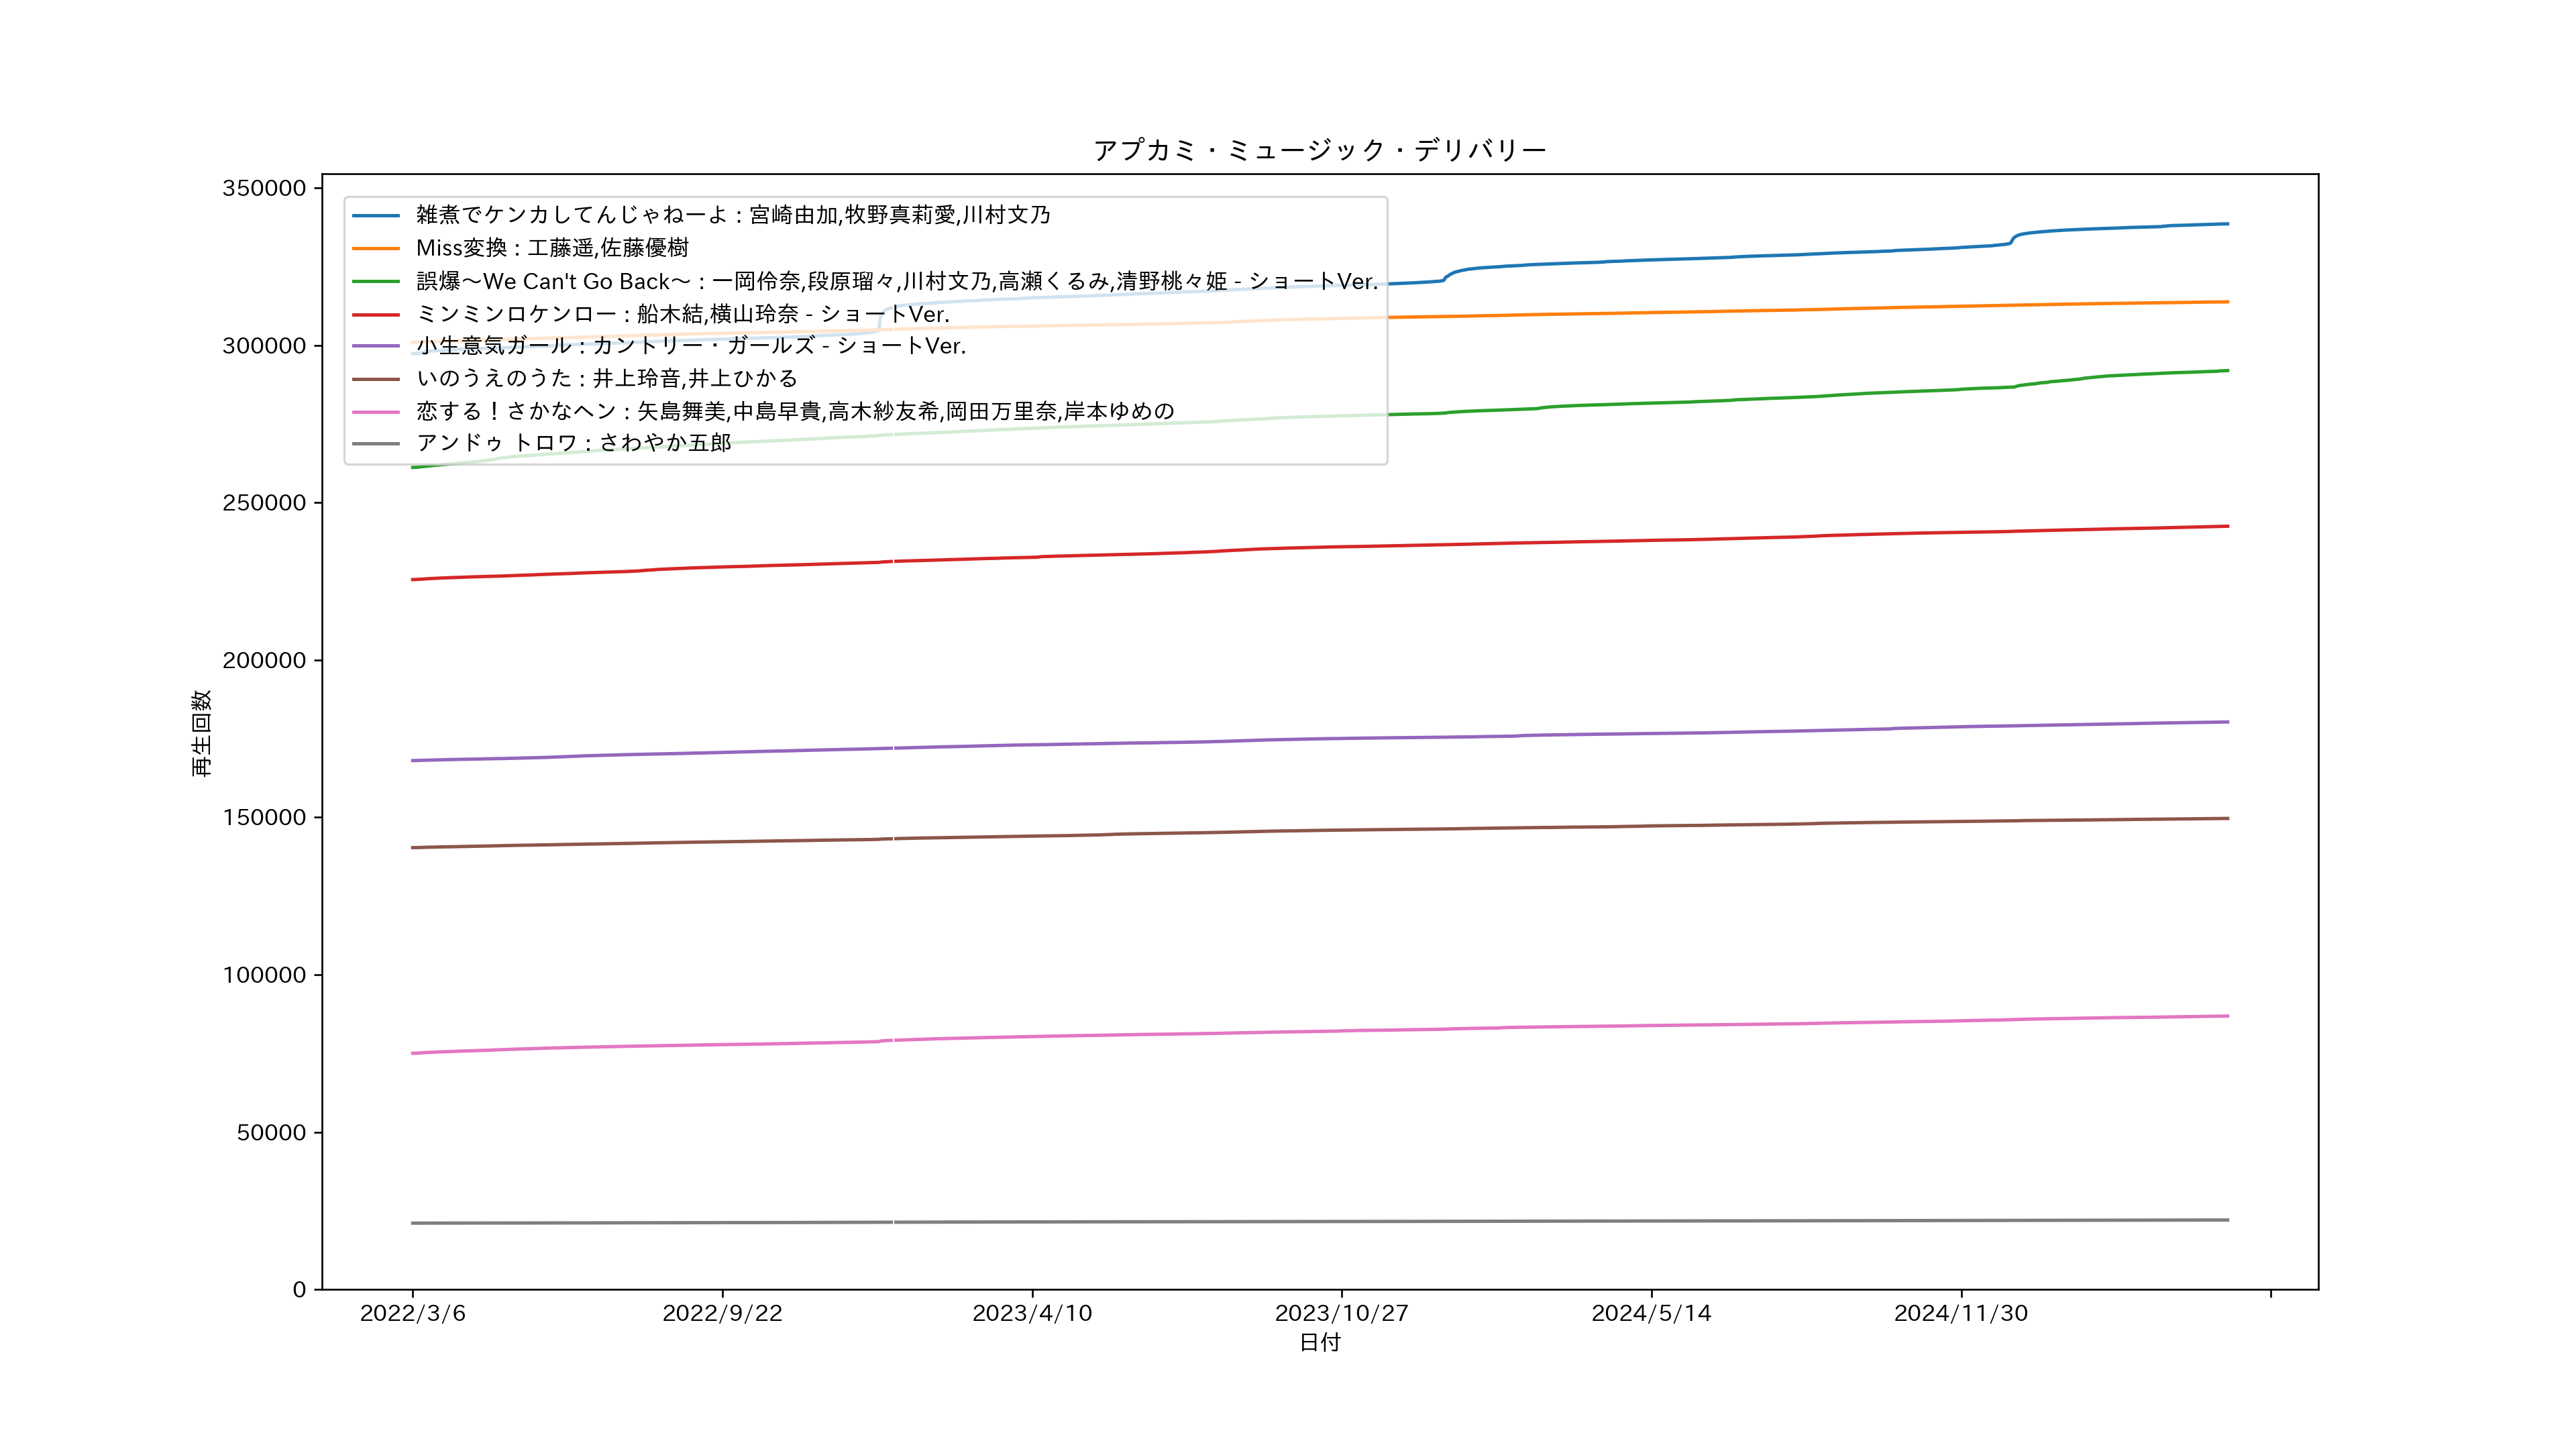 アプカミ・ミュージック・デリバリー
350000
300000
250000
200000
150000
100000
50000
0
再生回数
雑煮でケンカしてんじゃねーよ : 宮崎由加,牧野真莉愛,川村文乃
Miss変換 : 工藤遥,佐藤優樹
誤爆～We Can't Go Back～ : 一岡伶奈,段原瑠々,川村文乃,高瀬くるみ,清野桃々姫 - ショートVer.
ミンミンロケンロー : 船木結,横山玲奈 - ショートVer.
小生意気ガール : カントリー・ガールズ - ショートVer.
いのうえのうた : 井上玲音,井上ひかる
恋する！さかなヘン : 矢島舞美,中島早貴,高木紗友希,岡田万里奈,岸本ゆめの
アンドゥ トロワ : さわやか五郎
2022/3/6
2022/9/22
2023/4/10
2023/10/27
2024/5/14
2024/11/30
日付